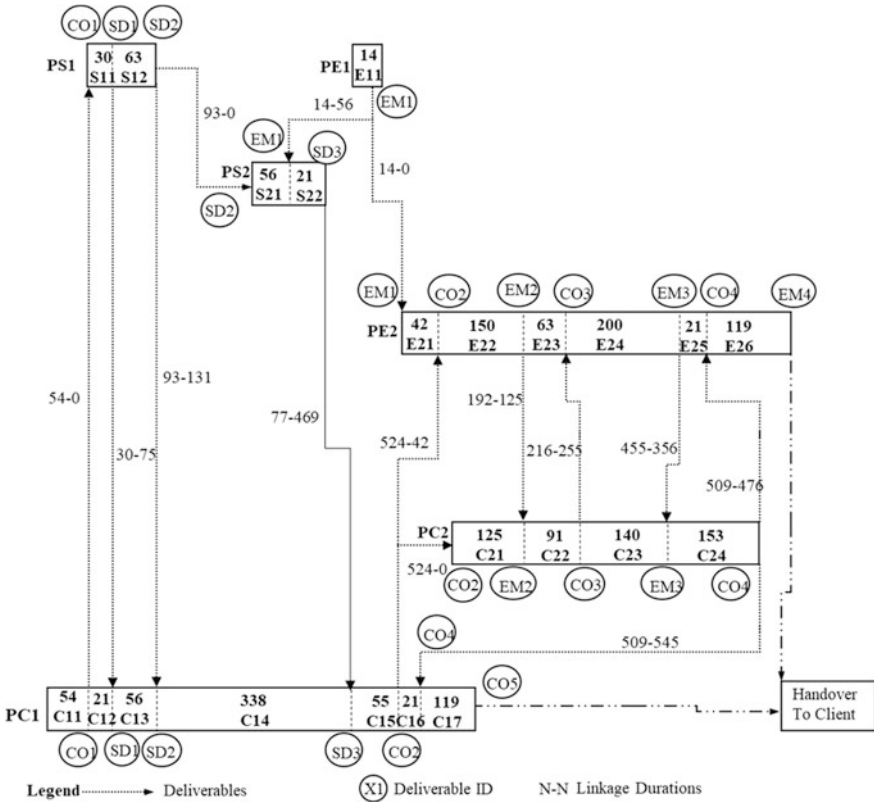 CO1 SD1 SD2
PS1 30 63
S11 S12
PE1 14
E11
EM1
93-0
14-56
EM1
SD3
PS2 56 21
S21 S22
SD2
14-0
EM1 CO2 EM2 CO3 EM3 CO4 EM4
PE2 42 150 63 200 21 119
E21 E22 E23 E24 E25 E26
54-0
93-131
30-75
77-469
524-42
192-125
216-255
455-356
509-476
PC2 125 91 140 153
C21 C22 C23 C24
524-0
CO2 EM2 CO3 EM3 CO4
CO4
509-545
CO5
PC1 54 21 56 338 55 21 119
C11 C12 C13 C14 C15 C16 C17
CO1 SD1 SD2 SD3 CO2
Handover
To Client
Legend Deliverables X1 Deliverable ID N-N Linkage Durations